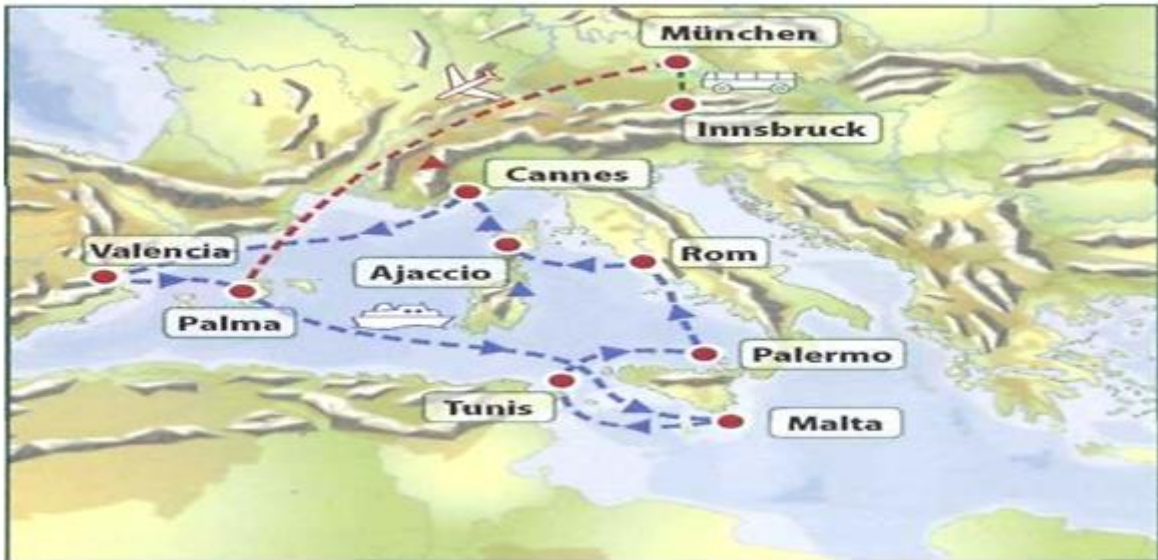 München
Innsbruck
Cannes
Valencia
Ajaccio
Rom
Palma
Palermo
Tunis
Malta